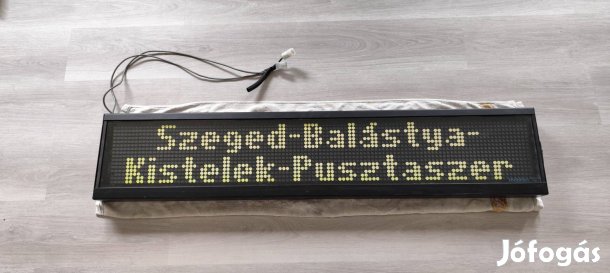 Szeged-Balástya-
Kistelek-Pusztaszer
Jófogás